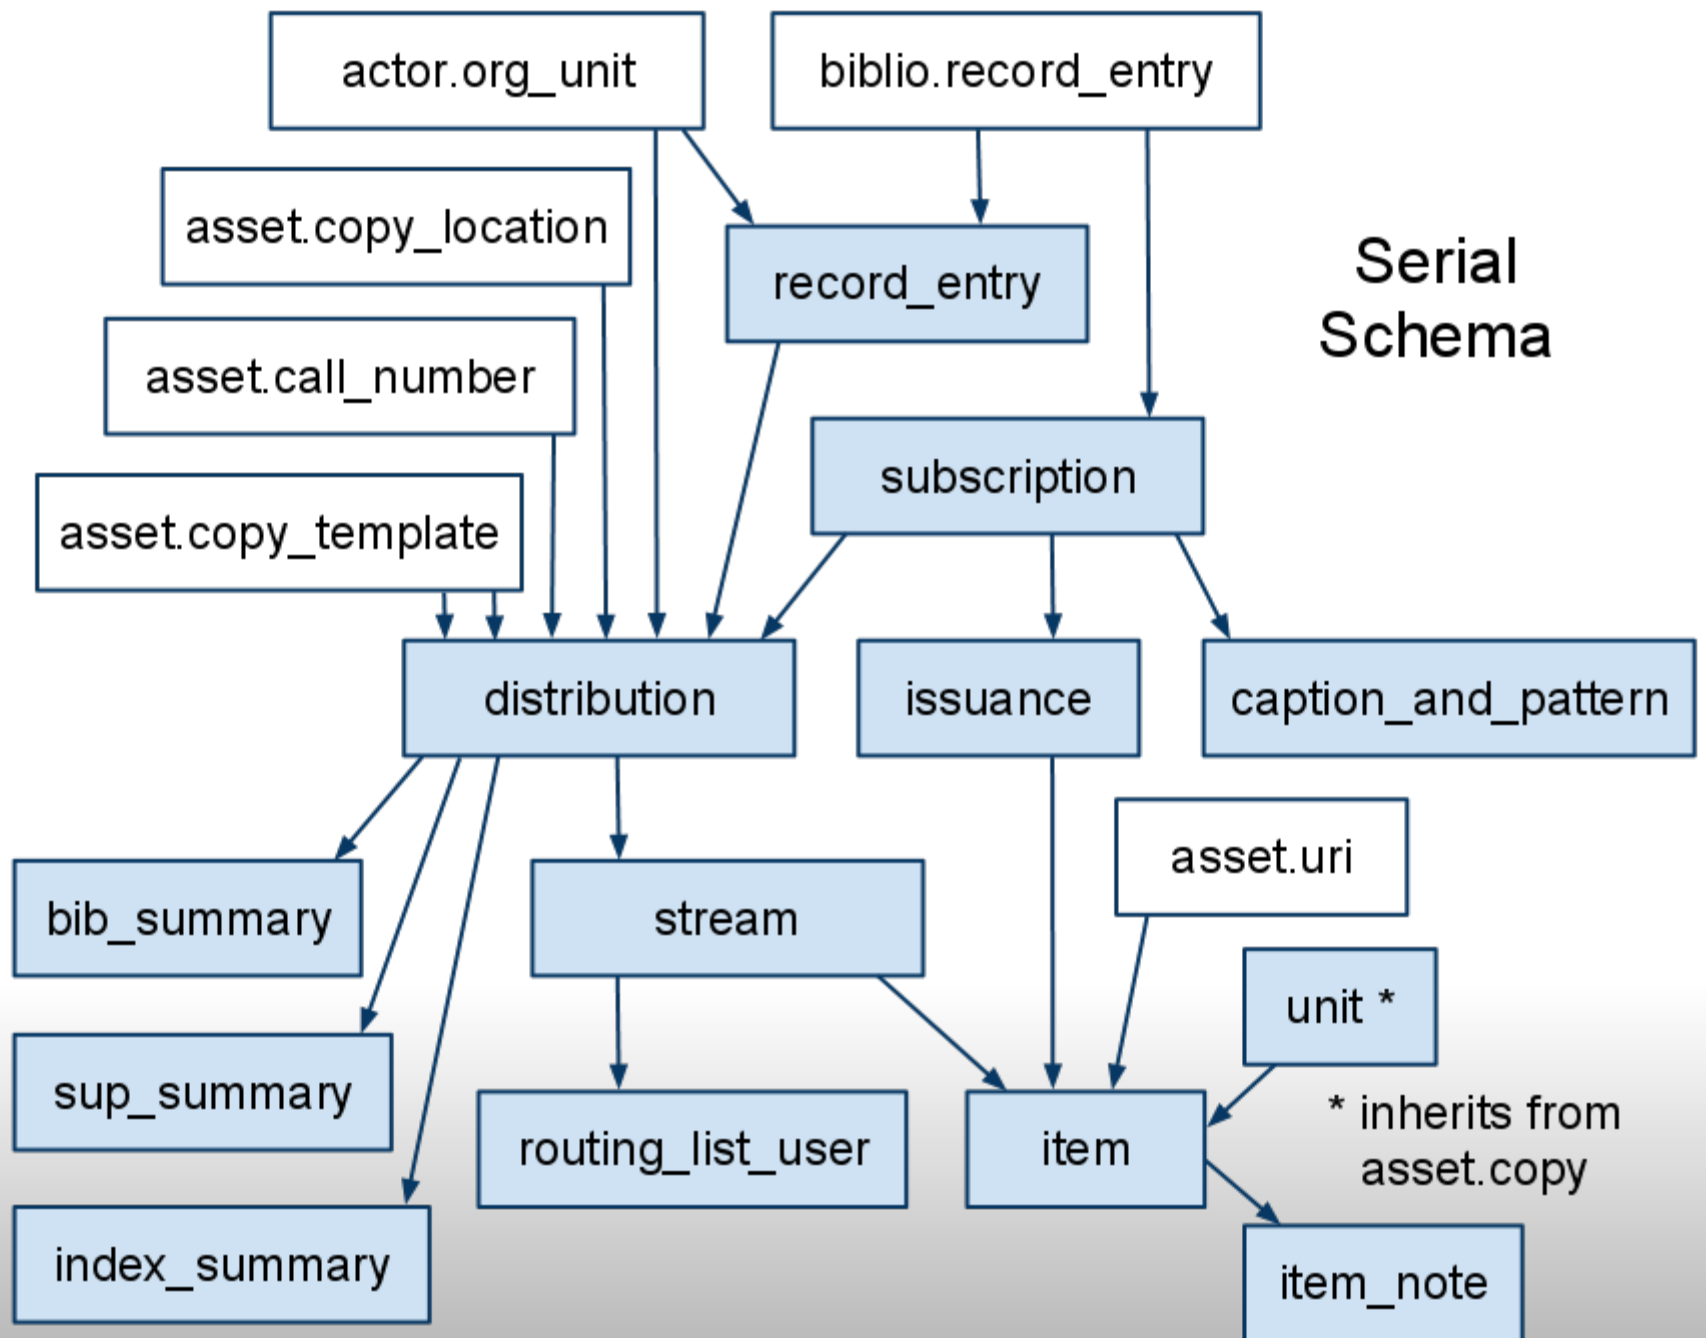 actor.org_unit
biblio.record_entry
asset.copy_location
record_entry
Serial
Schema
asset.call_number
subscription
asset.copy_template
distribution
issuance
caption_and_pattern
asset.uri
bib_summary
stream
unit *
sup_summary
routing_list_user
item
* inherits from
asset.copy
index_summary
item_note